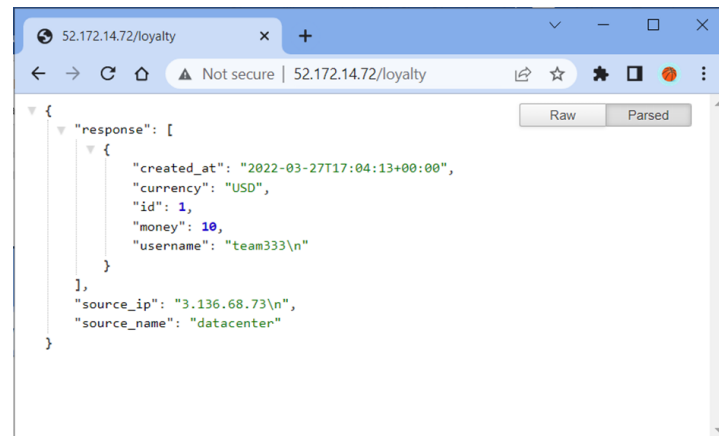 52.172.14.72/loyalty
Not secure | 52.172.14.72/loyalty
Raw Parsed
{
"response": [
{
"created_at": "2022-03-27T17:04:13+00:00",
"currency": "USD",
"id": 1,
"money": 10,
"username": "team333\n"
}
],
"source_ip": "3.136.68.73\n",
"source_name": "datacenter"
}